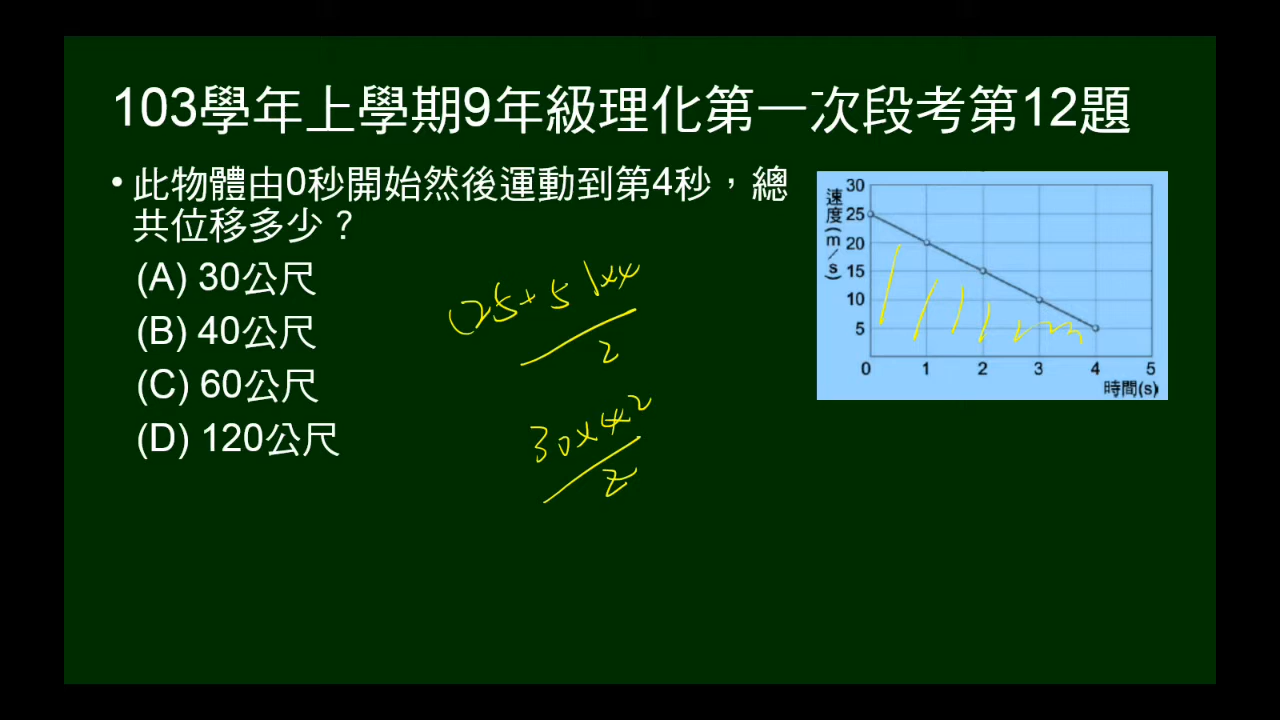 103學年上學期9年級理化第一次段考第12題
• 此物體由0秒開始然後運動到第4秒，總
共位移多少？
(A) 30公尺
(B) 40公尺
(C) 60公尺
(D) 120公尺
(25+5)×4
2
30×4 2
2
速度(m/s)
30
25
20
15
10
5
0 1 2 3 4 5
時間(s)